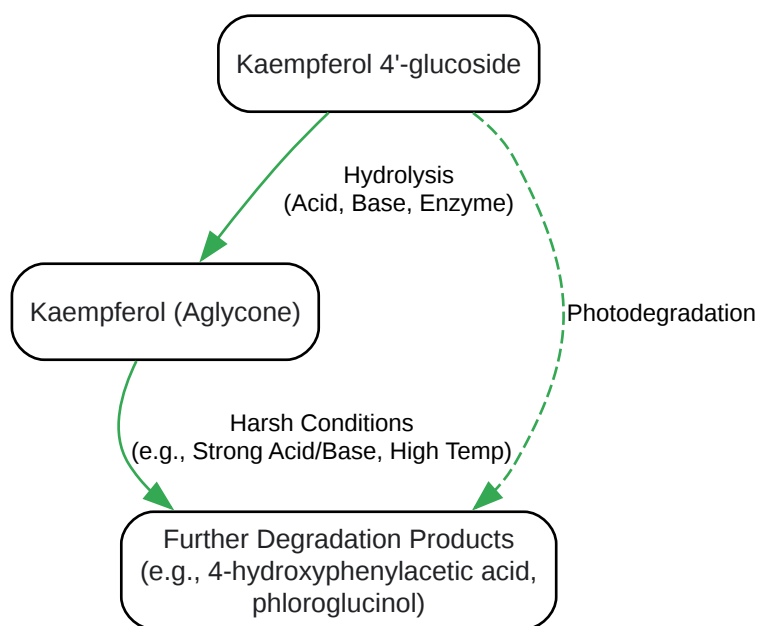 Kaempferol 4'-glucoside
Hydrolysis
(Acid, Base, Enzyme)
Kaempferol (Aglycone)
Photodegradation
Harsh Conditions
(e.g., Strong Acid/Base, High Temp)
Further Degradation Products
(e.g., 4-hydroxyphenylacetic acid,
phloroglucinol)